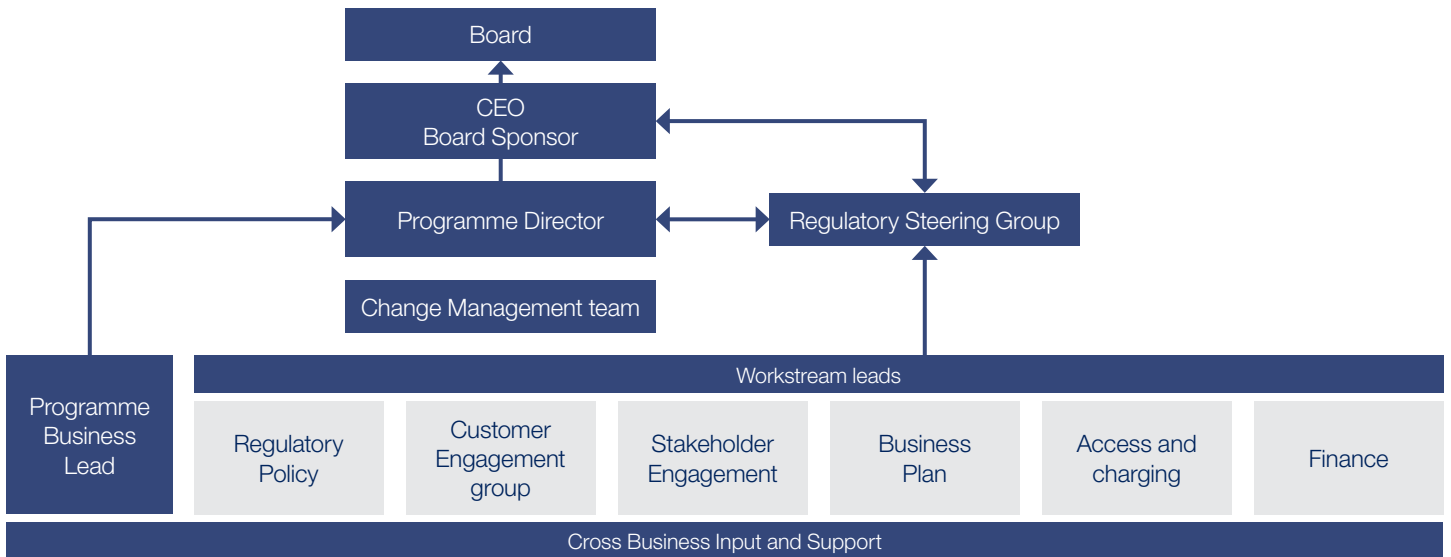 Board
CEO
Board Sponsor
Programme Director
Regulatory Steering Group
Change Management team
Programme
Business
Lead
Workstream leads
Regulatory
Policy
Customer
Engagement
group
Stakeholder
Engagement
Business
Plan
Access and
charging
Finance
Cross Business Input and Support